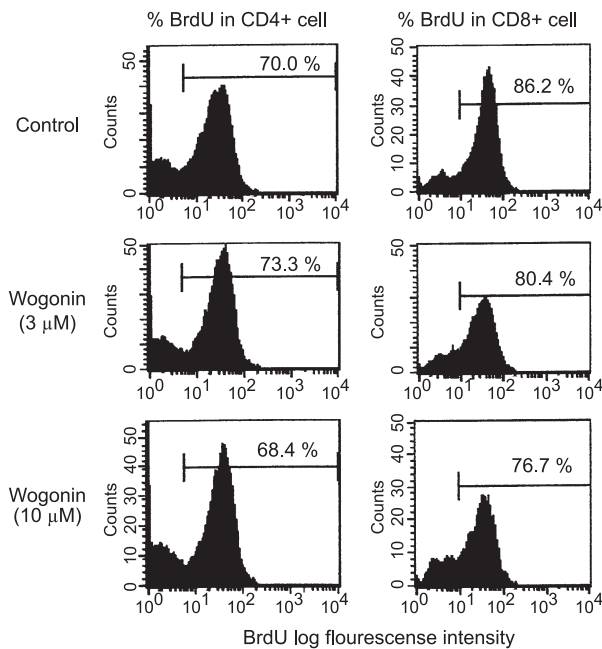 % BrdU in CD4+ cell
% BrdU in CD8+ cell
Control
Counts
50
0
70.0 %
10^0 10^1 10^2 10^3 10^4
Counts
50
40
30
20
10
0
86.2 %
10^0 10^1 10^2 10^3 10^4
Wogonin
(3 μM)
Counts
50
0
73.3 %
10^0 10^1 10^2 10^3 10^4
Counts
50
0
80.4 %
10^0 10^1 10^2 10^3 10^4
Wogonin
(10 μM)
Counts
50
40
30
20
10
0
68.4 %
10^0 10^1 10^2 10^3 10^4
Counts
50
40
30
20
10
0
76.7 %
10^0 10^1 10^2 10^3 10^4
BrdU log flourescense intensity